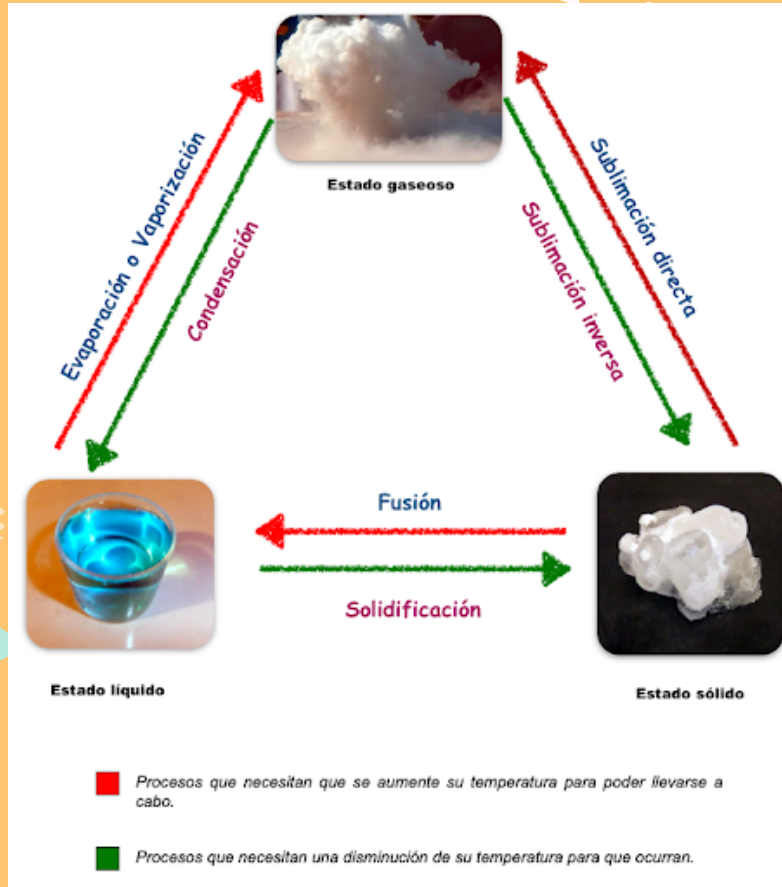 Estado gaseoso
Evaporación o Vaporización
Condensación
Sublimación directa
Sublimación inversa
Fusión
Solidificación
Estado líquido
Estado sólido
Procesos que necesitan que se aumente su temperatura para poder llevarse a
cabo.
Procesos que necesitan una disminución de su temperatura para que ocurran.